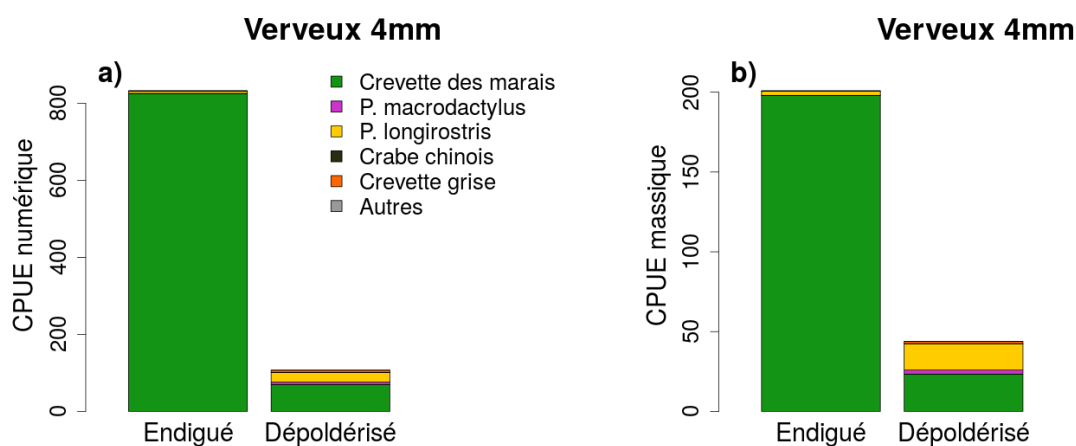 Verveux 4mm
a)
CPUE numérique
800
600
400
200
0
Crevette des marais
P. macrodactylus
P. longirostris
Crabe chinois
Crevette grise
Autres
Endigué Dépoldérisé
Verveux 4mm
b)
CPUE massique
200
150
100
50
0
Endigué Dépoldérisé